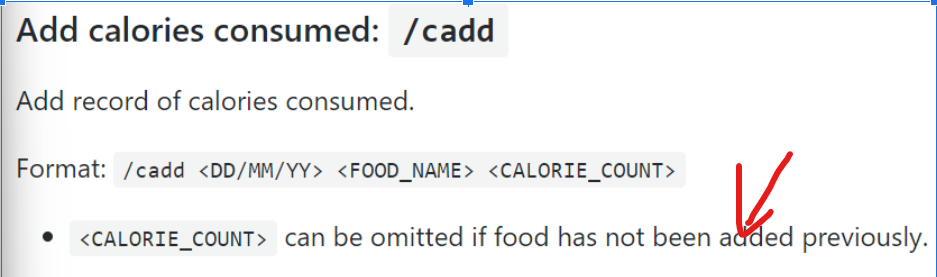 Add calories consumed: /cadd
Add record of calories consumed.
Format: /cadd <DD/MM/YY> <FOOD_NAME> <CALORIE_COUNT>
• <CALORIE_COUNT> can be omitted if food has not been added previously.